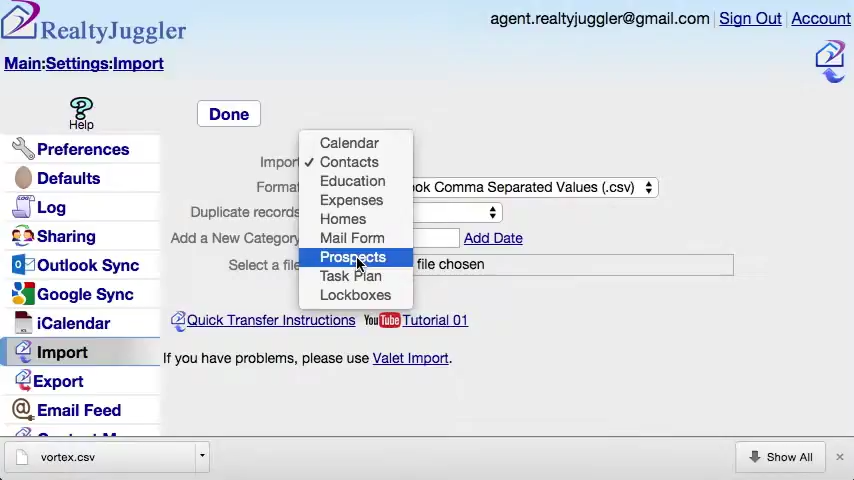 agent.realtyjuggler@gmail.com Sign Out Account
RealtyJuggler
Main:Settings:Import
Help
Done
Preferences
Defaults
Log
Sharing
Outlook Sync
Google Sync
iCalendar
Import
Export
Email Feed
Import
Format
Duplicate records
Add a New Category
Select a file
Calendar
✓ Contacts
Education
Expenses
Homes
Mail Form
Prospects
Task Plan
Lockboxes
Comma Separated Values (.csv)
Add Date
file chosen
Quick Transfer Instructions YouTube Tutorial 01
If you have problems, please use Valet Import.
vortex.csv
Show All